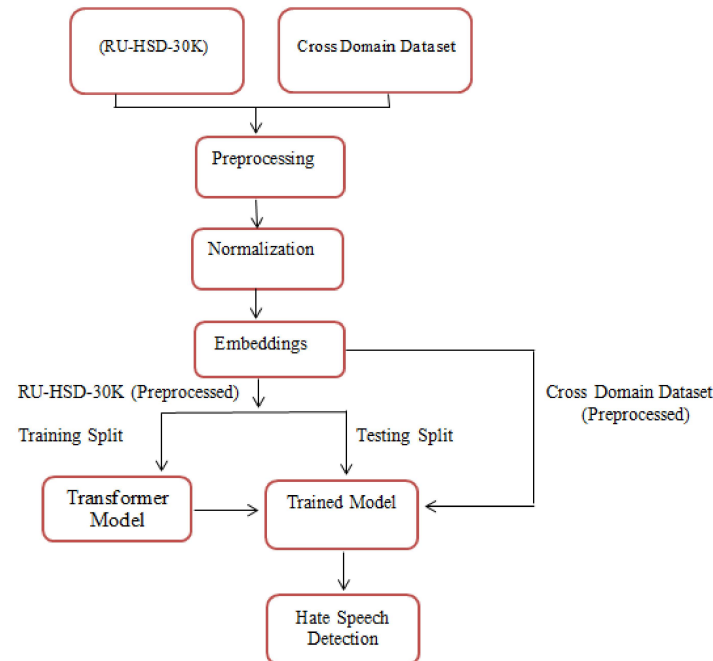 (RU-HSD-30K)
Cross Domain Dataset
Preprocessing
Normalization
Embeddings
RU-HSD-30K (Preprocessed)
Cross Domain Dataset
(Preprocessed)
Training Split
Testing Split
Transformer
Model
Trained Model
Hate Speech
Detection